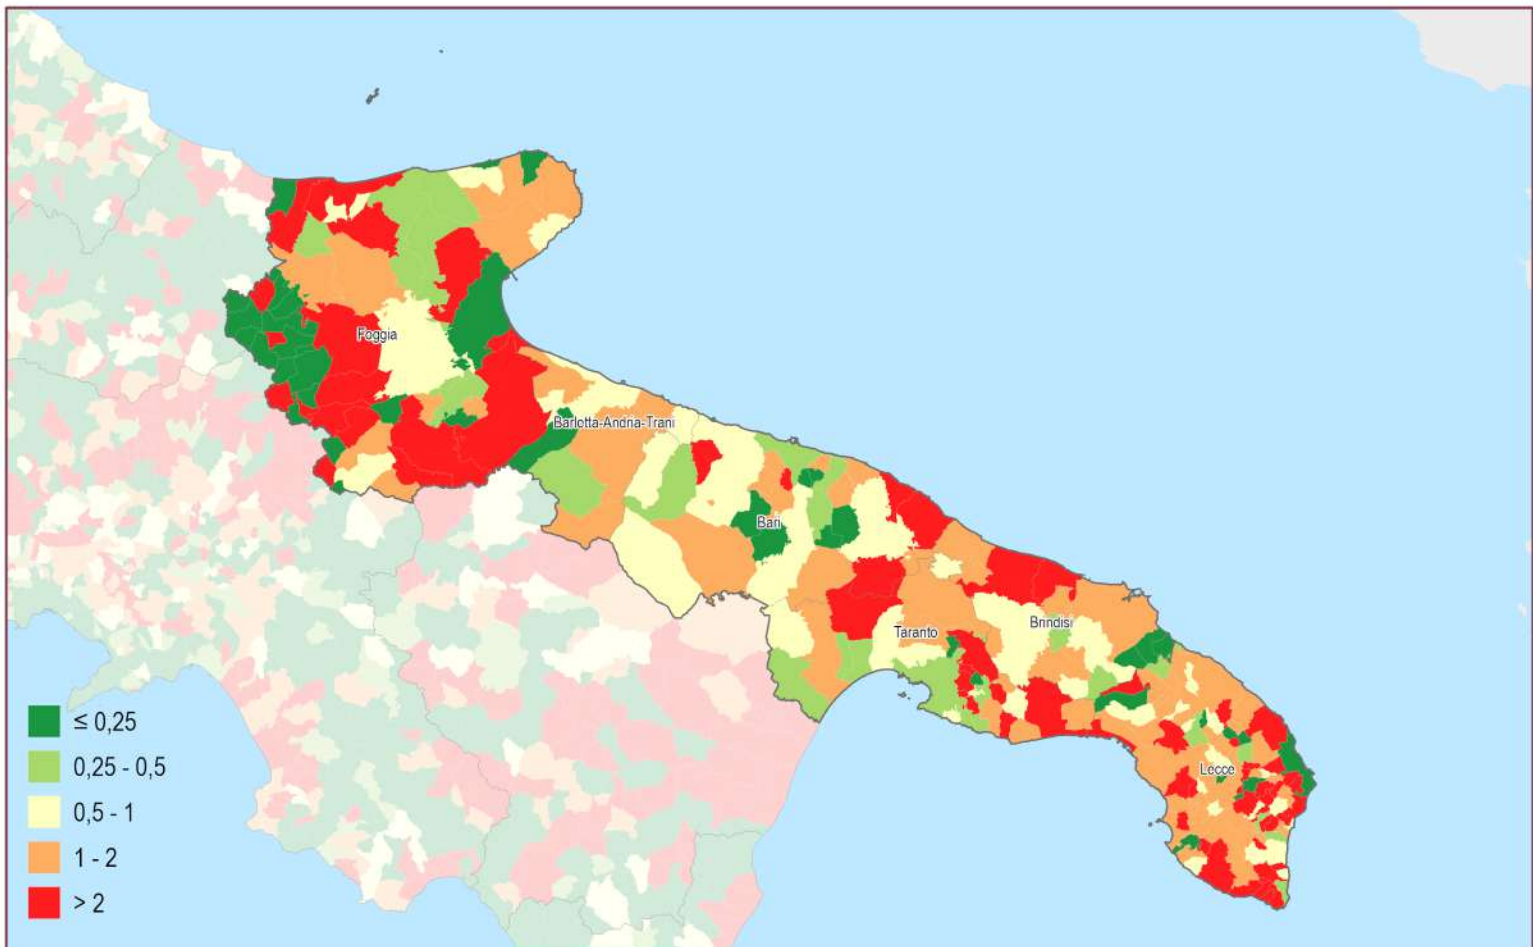 Foggia
Barletta-Andria-Trani
Bari
Taranto
Brindisi
Lecce
≤ 0,25
0,25 - 0,5
0,5 - 1
1 - 2
> 2